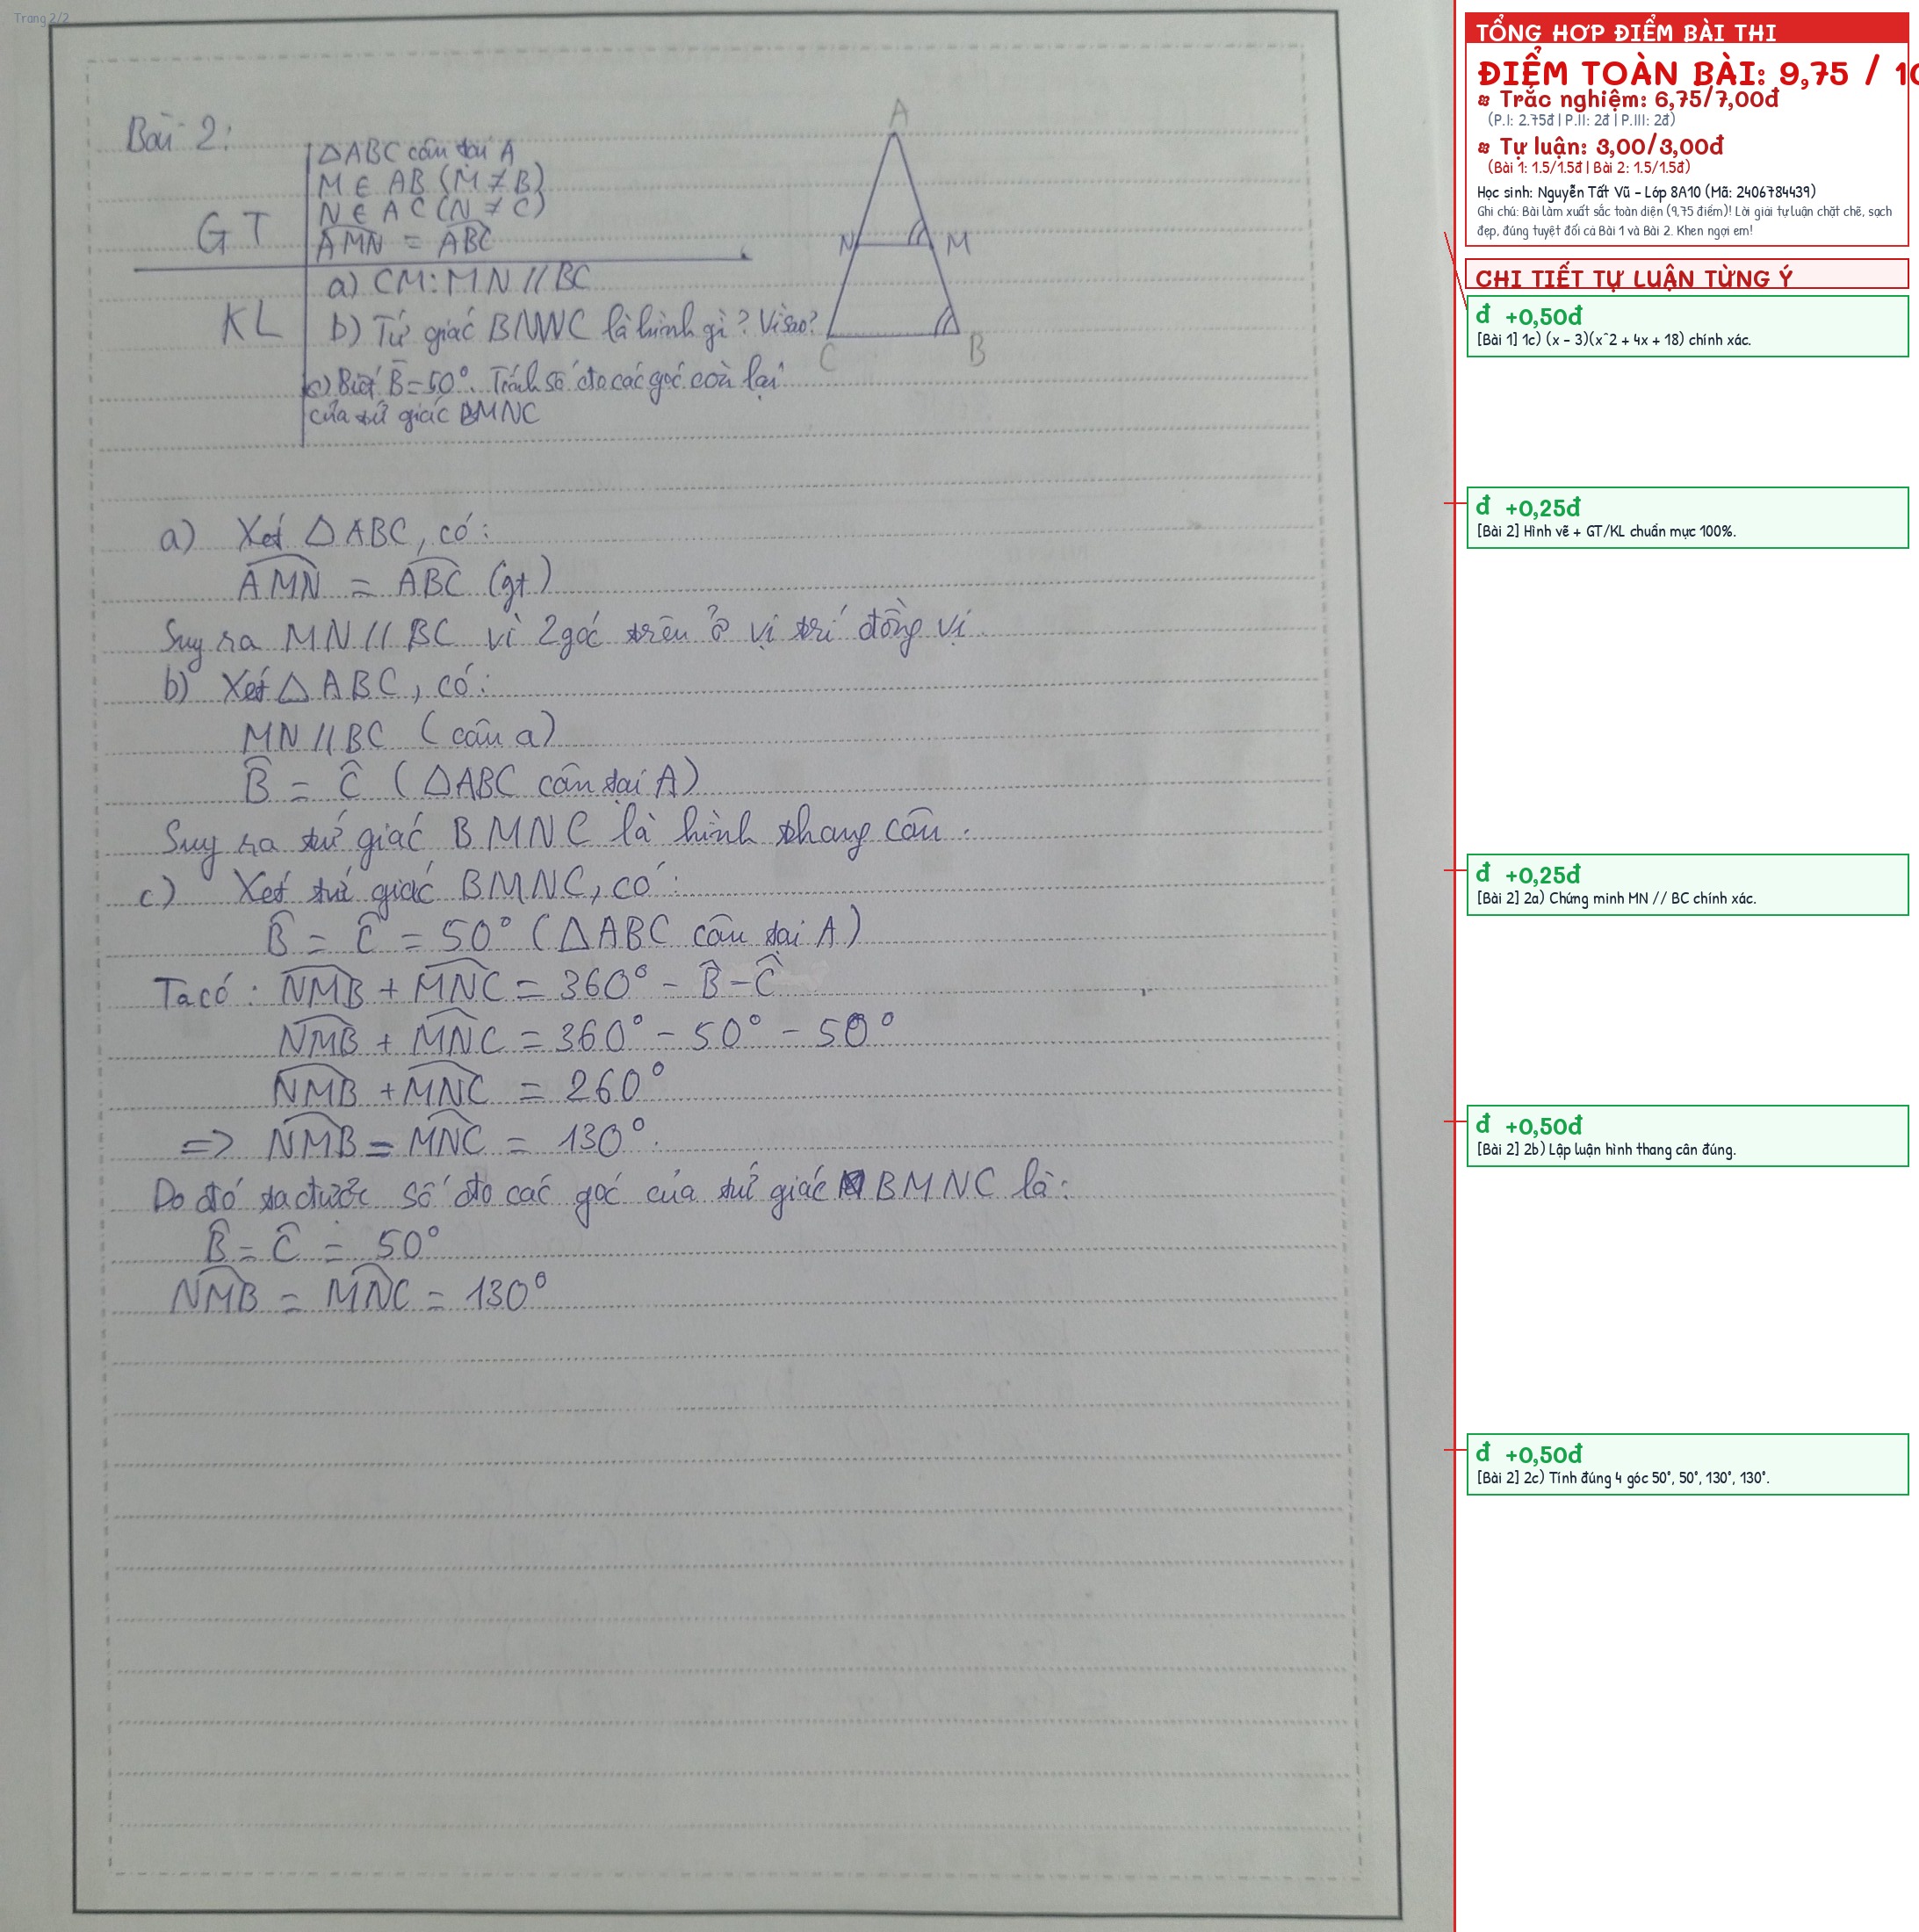 Trang 2/2
Bài 2:
△ABC cân tại A
M ∈ AB (M ≠ B)
N ∈ AC (N ≠ C)
GT
AMN = ABC
a) CM: MN // BC
KL
b) Tứ giác BMNC là hình gì? Vì sao?
c) Biết B = 50°. Tính số đo các góc còn lại
của tứ giác BMNC
A
N
M
C
B
a) Xét △ABC, có:
AMN = ABC (gt)
Suy ra MN // BC vì 2 góc trên ở vị trí đồng vị.
b) Xét △ABC, có:
MN // BC (câu a)
B̂ = Ĉ (△ABC cân tại A)
Suy ra tứ giác BMNC là hình thang cân.
c) Xét tứ giác BMNC, có:
B̂ = Ĉ = 50° (△ABC cân tại A)
Ta có: NMB + MNC = 360° - B̂ - Ĉ
NMB + MNC = 360° - 50° - 50°
NMB + MNC = 260°
=> NMB = MNC = 130°.
Do đó ta được số đo các góc của tứ giác BMNC là:
B̂ = Ĉ = 50°
NMB = MNC = 130°
TỔNG HỢP ĐIỂM BÀI THI
ĐIỂM TOÀN BÀI: 9,75 / 10
Trắc nghiệm: 6,75/7,00đ
(P.I: 2.75đ | P.II: 2đ | P.III: 2đ)
Tự luận: 3,00/3,00đ
(Bài 1: 1.5/1.5đ | Bài 2: 1.5/1.5đ)
Học sinh: Nguyễn Tất Vũ - Lớp 8A10 (Mã: 2406784439)
Ghi chú: Bài làm xuất sắc toàn diện (9,75 điểm)! Lời giải tự luận chặt chẽ, sạch
đẹp, đúng tuyệt đối cả Bài 1 và Bài 2. Khen ngợi em!
CHI TIẾT TỰ LUẬN TỪNG Ý
đ +0,50đ
[Bài 1] 1c) (x - 3)(x^2 + 4x + 18) chính xác.
đ +0,25đ
[Bài 2] Hình vẽ + GT/KL chuẩn mực 100%.
đ +0,25đ
[Bài 2] 2a) Chứng minh MN // BC chính xác.
đ +0,50đ
[Bài 2] 2b) Lập luận hình thang cân đúng.
đ +0,50đ
[Bài 2] 2c) Tính đúng 4 góc 50°, 50°, 130°, 130°.